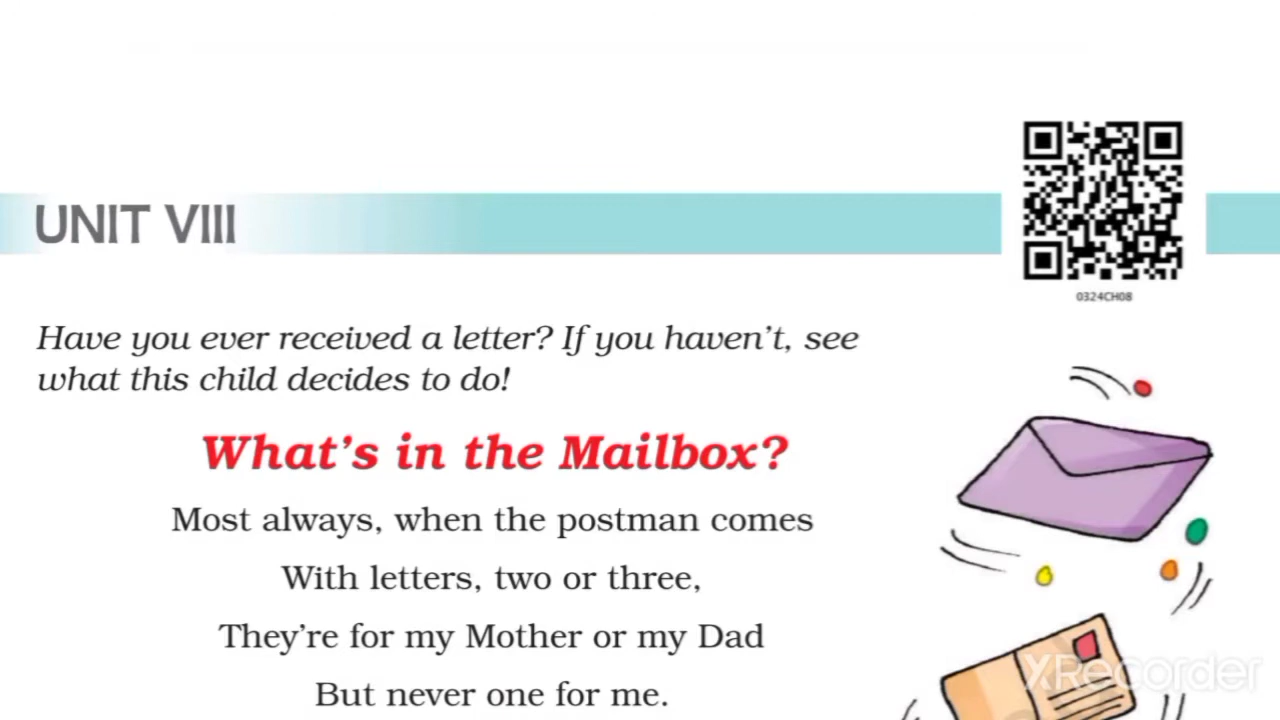 0324CH08
UNIT VIII
Have you ever received a letter? If you haven't, see
what this child decides to do!
What's in the Mailbox?
Most always, when the postman comes
With letters, two or three,
They're for my Mother or my Dad
But never one for me.
XRecorder